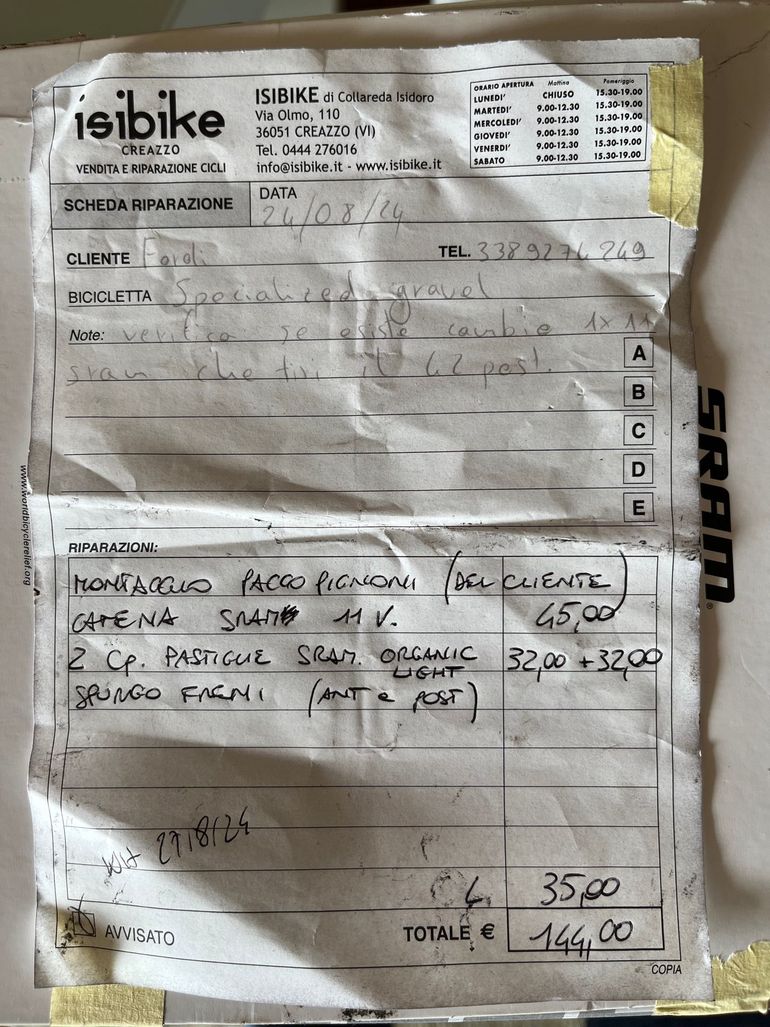 isibike
CREAZZO
VENDITA E RIPARAZIONE CICLI
ISIBIKE di Collareda Isidoro
Via Olmo, 110
36051 CREAZZO (VI)
Tel. 0444 276016
info@isibike.it - www.isibike.it
ORARIO APERTURA Mattina Pomeriggio
LUNEDI' CHIUSO 15.30-19.00
MARTEDI' 9.00-12.30 15.30-19.00
MERCOLEDI' 9.00-12.30 15.30-19.00
GIOVEDI' 9.00-12.30 15.30-19.00
VENERDI' 9.00-12.30 15.30-19.00
SABATO 9.00-12.30 15.30-19.00
SCHEDA RIPARAZIONE
DATA
24/08/24
CLIENTE TEL. 3389274249
BICICLETTA Specialized gravel
Note: verifica se esiste cambio 1x11
A
sram che tiri il 42 post.
B
C
D
E
RIPARAZIONI:
MONTAGGIO PACCO PIGNONI (DEL CLIENTE)
CATENA SRAM 11 V. 45,00
2 CP. PASTIGLIE SRAM. ORGANIC 32,00 + 32,00
LIGHT
SPURGO FRENI (ANT e POST)
27/8/24
35,00
AVVISATO TOTALE € 144,00
COPIA
SRAM®
www.worldbicyclerelief.org